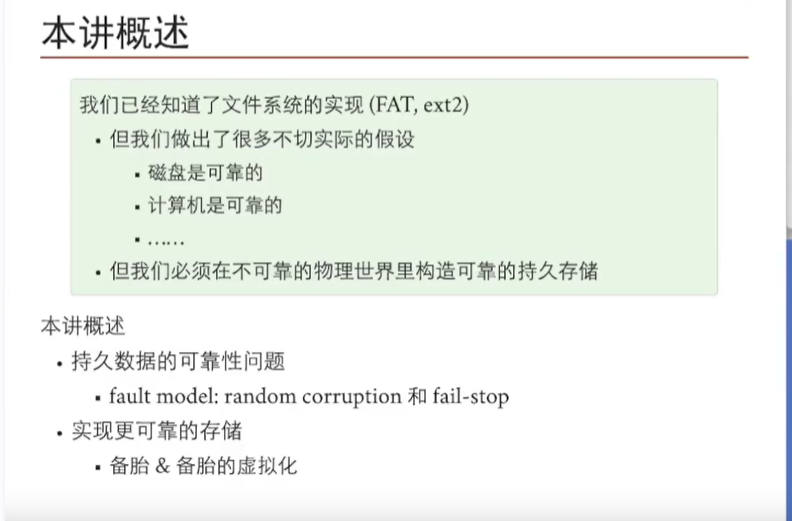 本讲概述
我们已经知道了文件系统的实现 (FAT, ext2)
• 但我们做出了很多不切实际的假设
▪ 磁盘是可靠的
▪ 计算机是可靠的
▪ ……
• 但我们必须在不可靠的物理世界里构造可靠的持久存储
本讲概述
• 持久数据的可靠性问题
▪ fault model: random corruption 和 fail-stop
• 实现更可靠的存储
▪ 备胎 & 备胎的虚拟化